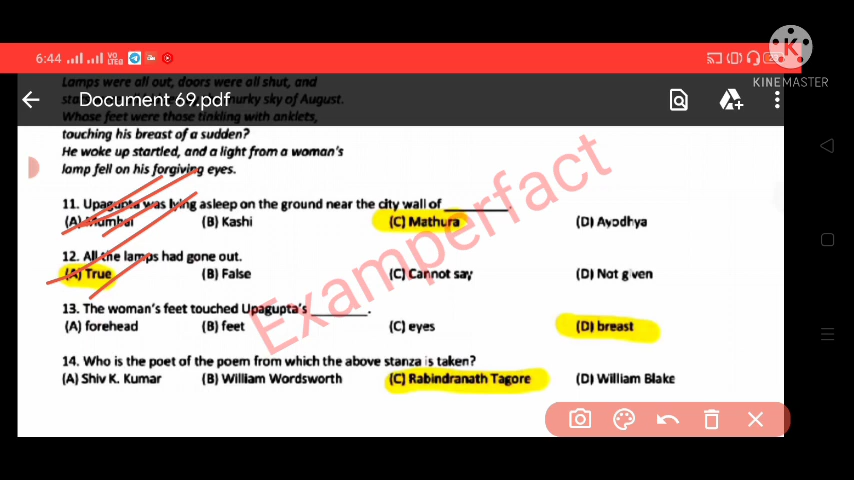 6:44 VO LTE
K
KINEMASTER
Document 69.pdf
Lamps were all out, doors were all shut, and
murky sky of August.
Whose feet were those tinkling with anklets,
touching his breast of a sudden?
He woke up startled, and a light from a woman's
lamp fell on his forgiving eyes.
11. Upagupta was lying asleep on the ground near the city wall of ________.
(A) Mumbai (B) Kashi (C) Mathura (D) Ayodhya
12. All the lamps had gone out.
(A) True (B) False (C) Cannot say (D) Not given
13. The woman's feet touched Upagupta's ________.
(A) forehead (B) feet (C) eyes (D) breast
14. Who is the poet of the poem from which the above stanza is taken?
(A) Shiv K. Kumar (B) William Wordsworth (C) Rabindranath Tagore (D) William Blake
Examperfact